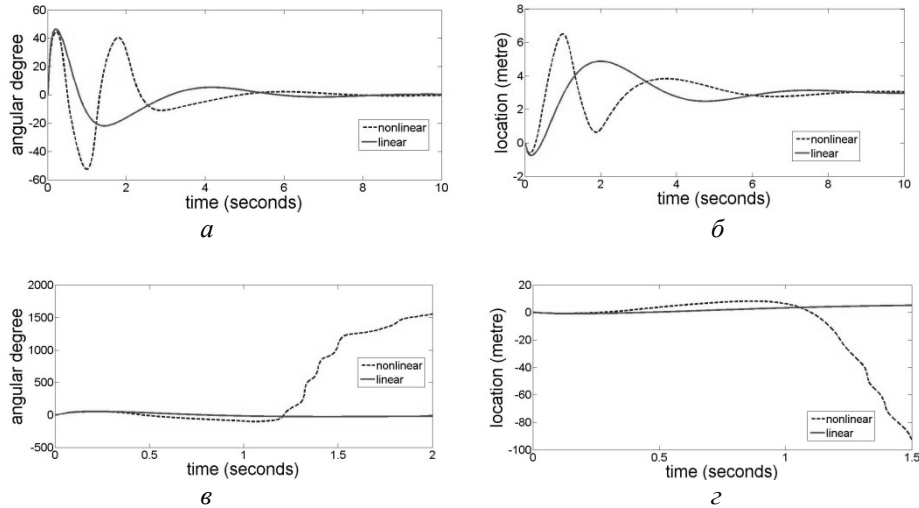 60
40
20
0
-20
-40
-60
angular degree
0 2 4 6 8 10
time (seconds)
nonlinear
linear
а
8
6
4
2
0
-2
location (metre)
0 2 4 6 8 10
time (seconds)
nonlinear
linear
б
2000
1500
1000
500
0
-500
angular degree
0 0.5 1 1.5 2
time (seconds)
nonlinear
linear
в
20
0
-20
-40
-60
-80
-100
location (metre)
0 0.5 1 1.5
time (seconds)
nonlinear
linear
г